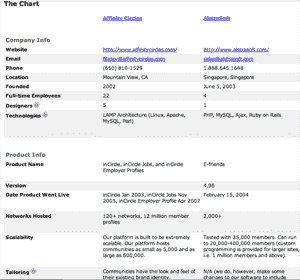 The Chart
Affinity Circles AlstraSoft
Company Info
Website http://www.affinitycircles.com/ http://www.alstrasoft.com/
Email bizdev@affinitycircles.com sales@alstrasoft.com
Phone (650) 810-1529 1.888.645.1648
Location Mountain View, CA Singapore, Singapore
Founded 2002 June 5, 2003
Full-time Employees 22 4
Designers 5 1
Technologies LAMP Architecture (Linux, Apache, PHP, MySQL, Ajax, Ruby on Rails
MySQL, Perl)
Product Info
Product Name inCircle, inCircle Jobs, and inCircle E-friends
Employer Profiles
Version 4.96
Date Product Went Live inCircle Jan 2003, inCircle Jobs Nov February 15, 2004
2005, inCircle Employer Profile Apr 2007
Networks Hosted 120+ networks, 12 million member 2,000+
profiles
Scalability Our platform is built to be extremely Tested with 35,000 members. Can run
scalable. Our platform hosts to 20,000-400,000 members (custom
communities as small as 5,000 and as programming is provided for larger sites,
large as 600,000. i.e. 1 million members and above).
Tailoring Communities have the look and feel of N/A (we do, however, make some
their existing brand identity. changes to our software to include